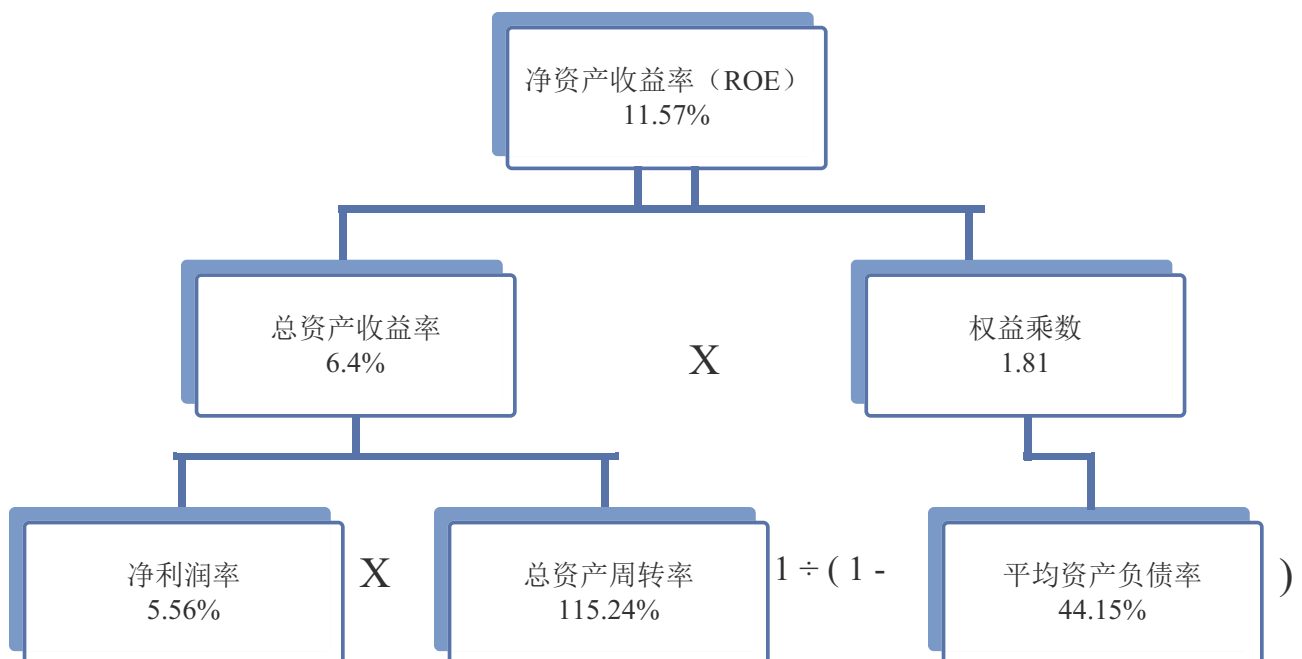 净资产收益率（ROE）
11.57%
总资产收益率
6.4%
X
权益乘数
1.81
净利润率
5.56%
X
总资产周转率
115.24%
1 ÷ ( 1 -
平均资产负债率
44.15%
)